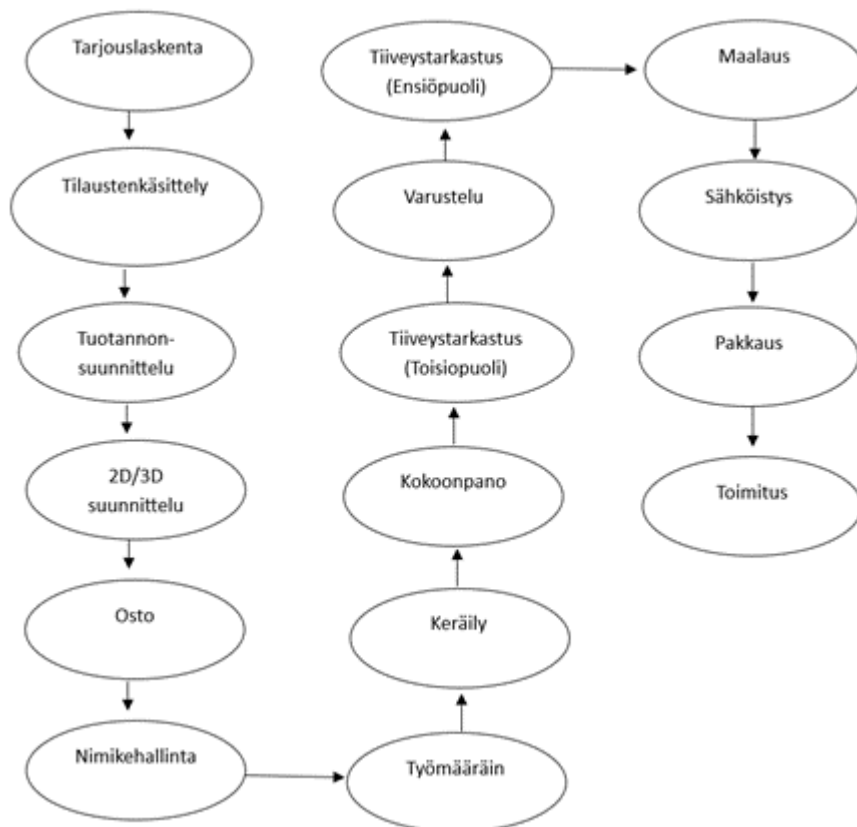 Tarjouslaskenta
Tilaustenkäsittely
Tuotannon-
suunnittelu
2D/3D
suunnittelu
Osto
Nimikehallinta
Työmääräin
Keräily
Kokoonpano
Tiiveystarkastus
(Toisiopuoli)
Varustelu
Tiiveystarkastus
(Ensiöpuoli)
Maalaus
Sähköistys
Pakkaus
Toimitus